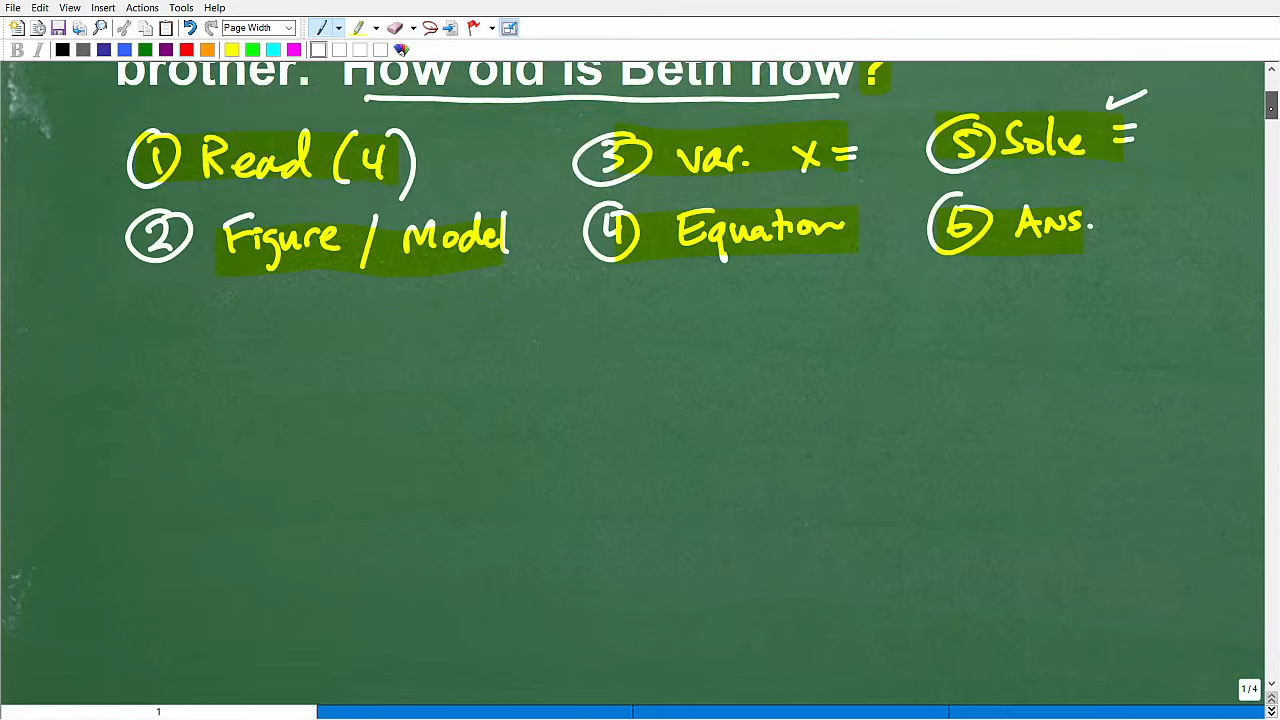 File Edit View Insert Actions Tools Help
Page Width
B I
brother. How old is Beth now?
① Read (4)
② Figure / Model
③ var. x =
④ Equation
⑤ Solve = ✓
⑥ Ans.
1/4
1